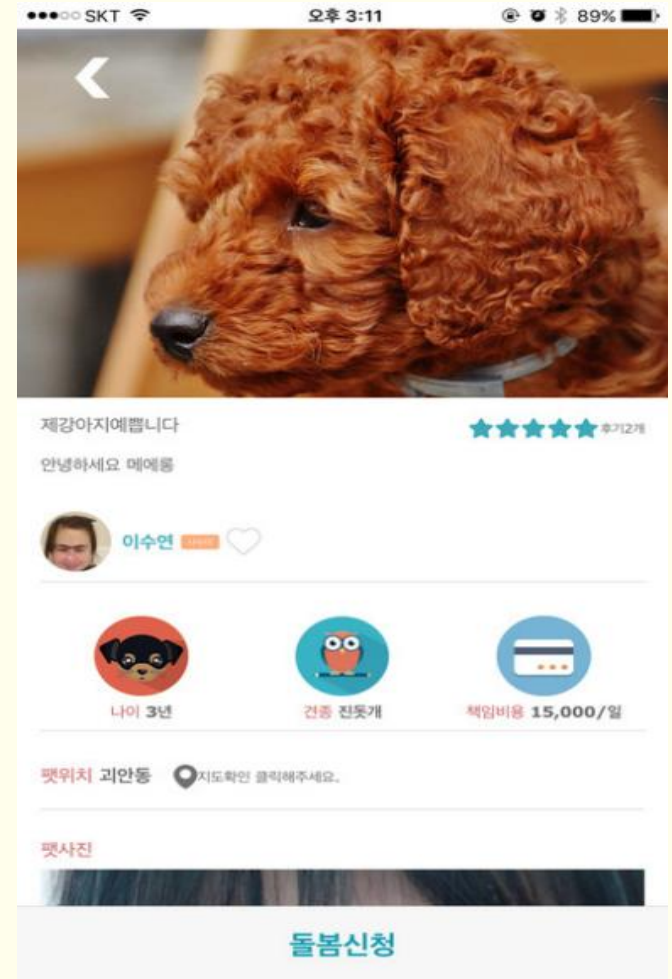 SKT 오후 3:11 89%
제강아지예쁩니다 후기2개
안녕하세요 메에롱
이수연
나이 3년 견종 진돗개 책임비용 15,000/일
팻위치 괴안동 지도확인 클릭해주세요.
팻사진
돌봄신청